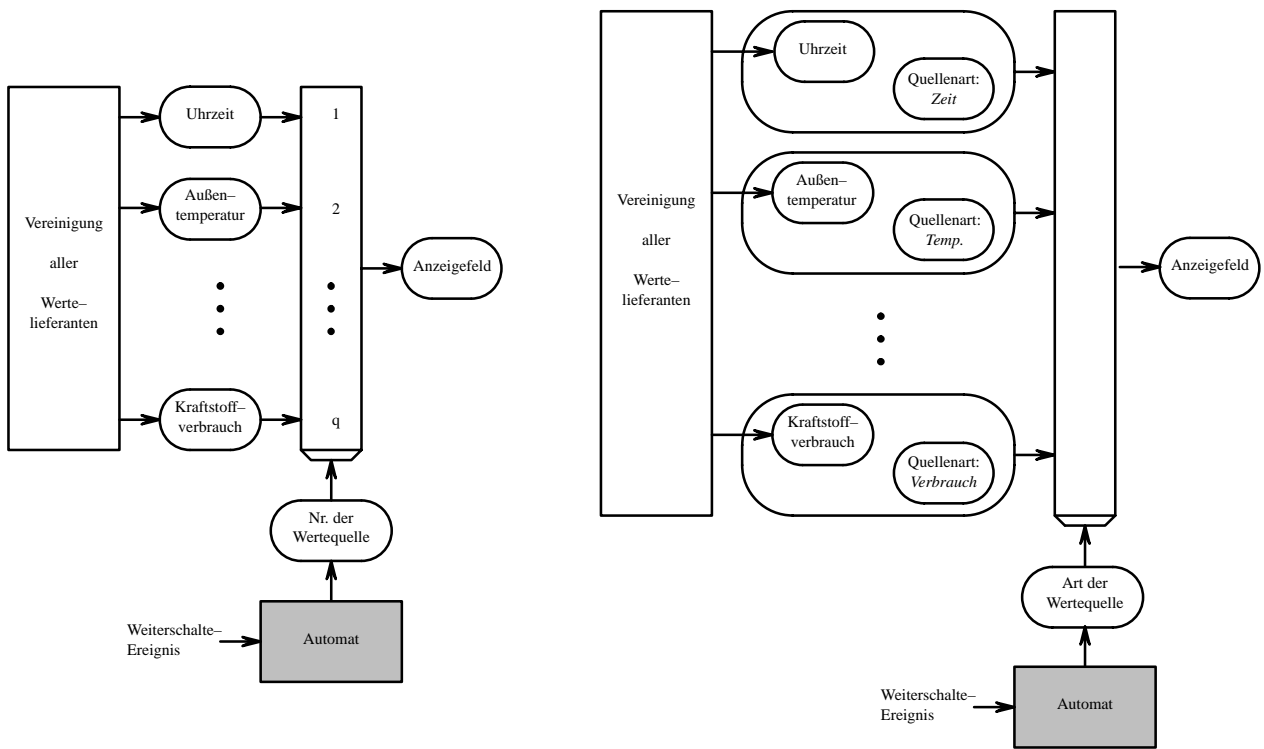 Uhrzeit
1
Außen–
temperatur
2
Vereinigung
aller
Werte–
lieferanten
Anzeigefeld
Kraftstoff–
verbrauch
q
Nr. der
Wertequelle
Weiterschalte–
Ereignis
Automat
Uhrzeit
Quellenart:
Zeit
Außen–
temperatur
Quellenart:
Temp.
Vereinigung
aller
Werte–
lieferanten
Anzeigefeld
Kraftstoff–
verbrauch
Quellenart:
Verbrauch
Art der
Wertequelle
Weiterschalte–
Ereignis
Automat